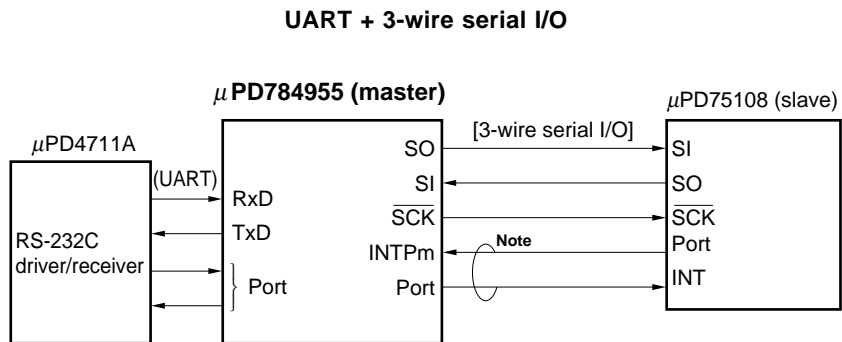 UART + 3-wire serial I/O
μPD784955 (master)
μPD75108 (slave)
μPD4711A
[3-wire serial I/O]
(UART)
SO
SI
SI
SO
RxD
SCK
SCK
TxD
RS-232C
driver/receiver
Note
Port
INTPm
Port
Port
INT